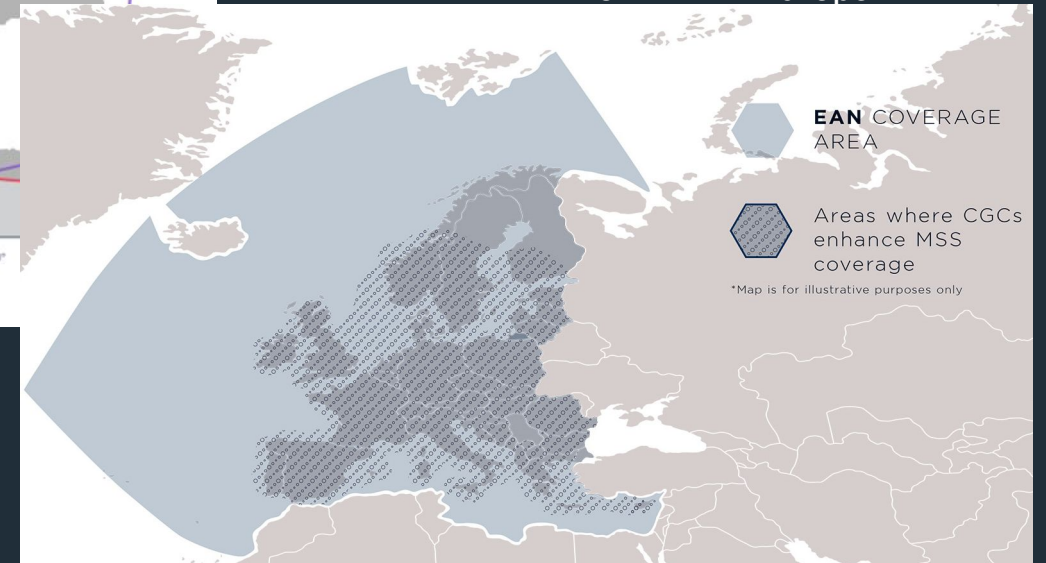 EAN COVERAGE
AREA
Areas where CGCs
enhance MSS
coverage
*Map is for illustrative purposes only